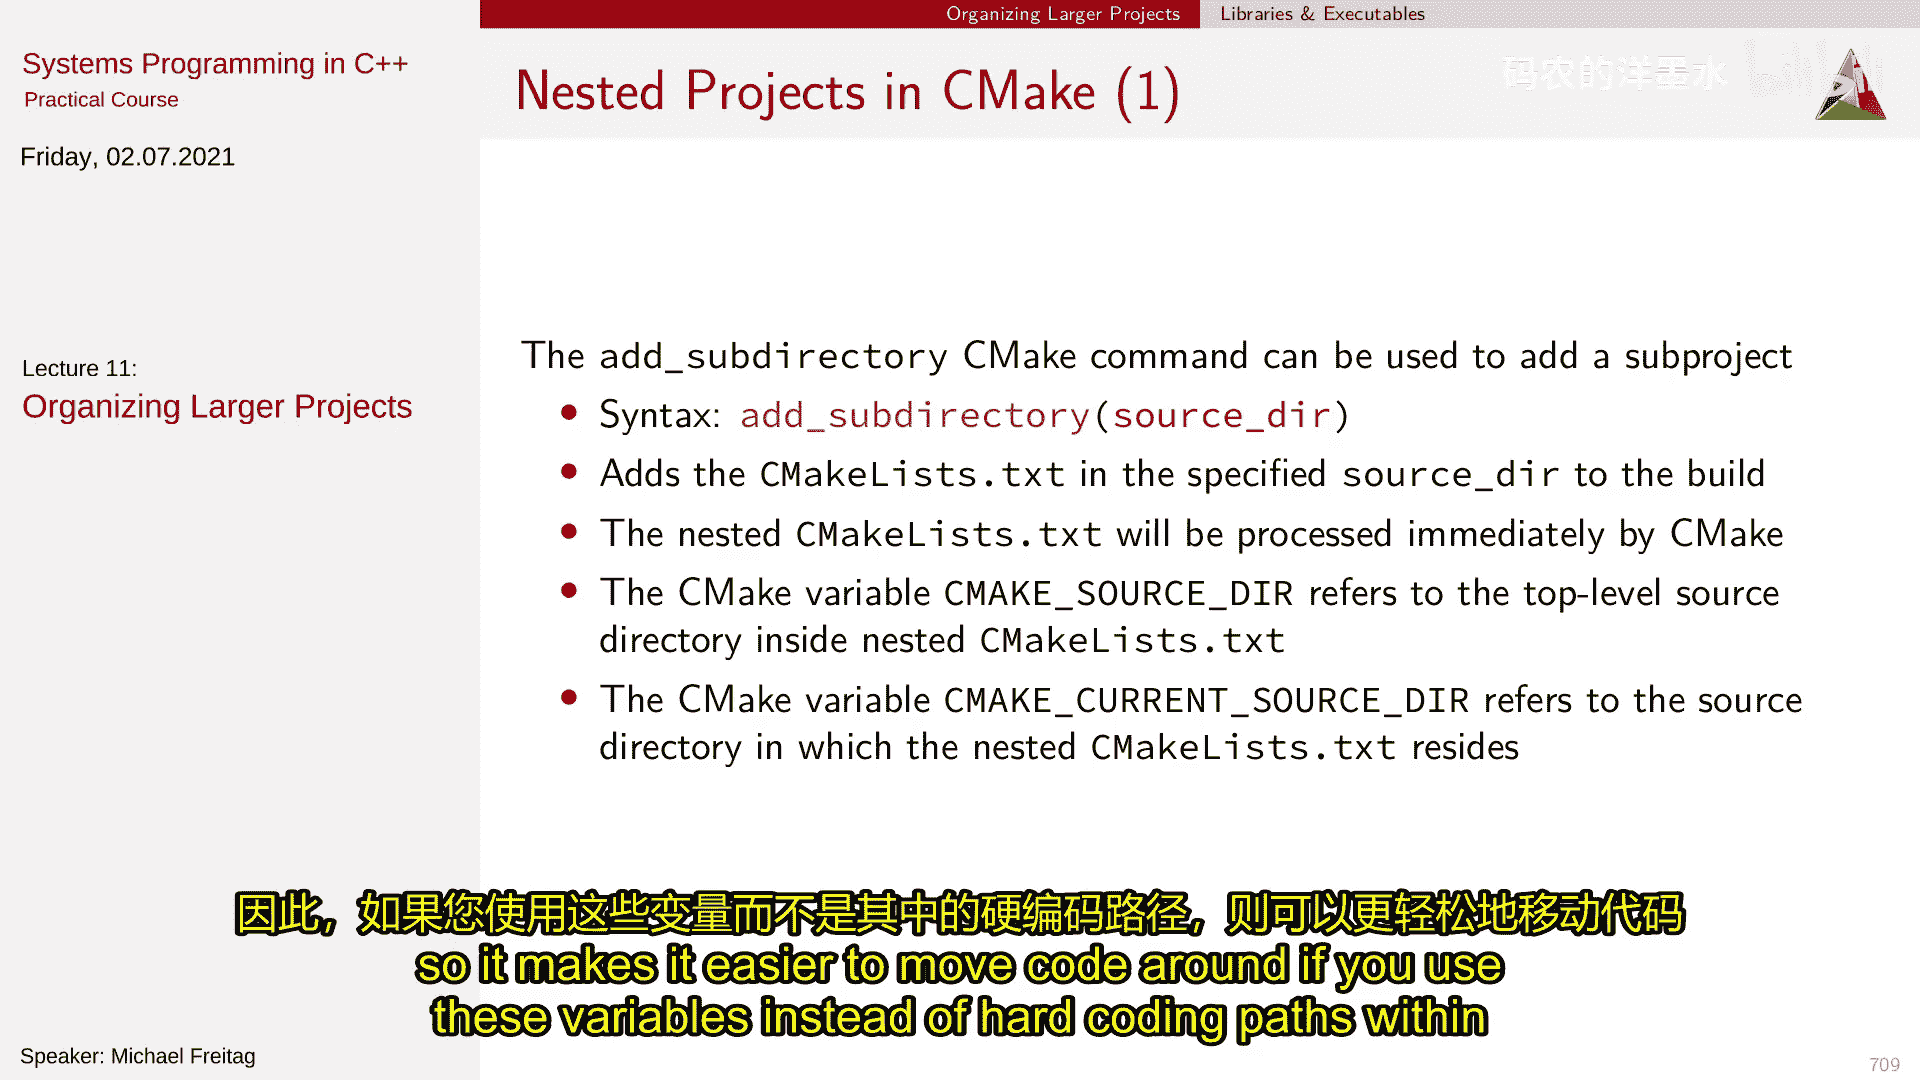 Organizing Larger Projects
Libraries & Executables
Systems Programming in C++
Practical Course
Friday, 02.07.2021
Nested Projects in CMake (1)
码农的洋墨水
Lecture 11:
Organizing Larger Projects
The add_subdirectory CMake command can be used to add a subproject
Syntax: add_subdirectory(source_dir)
Adds the CMakeLists.txt in the specified source_dir to the build
The nested CMakeLists.txt will be processed immediately by CMake
The CMake variable CMAKE_SOURCE_DIR refers to the top-level source
directory inside nested CMakeLists.txt
The CMake variable CMAKE_CURRENT_SOURCE_DIR refers to the source
directory in which the nested CMakeLists.txt resides
因此，如果您使用这些变量而不是其中的硬编码路径，则可以更轻松地移动代码
so it makes it easier to move code around if you use
these variables instead of hard coding paths within
Speaker: Michael Freitag
709